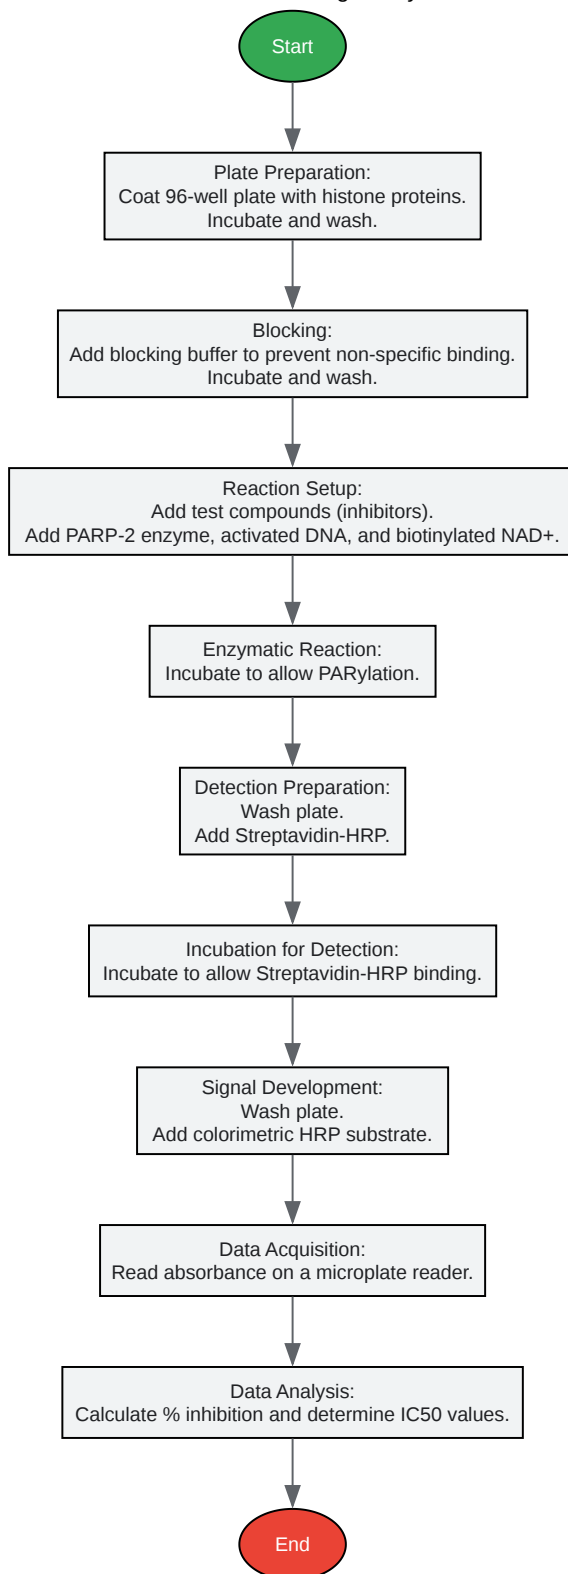 Start
Plate Preparation:
Coat 96-well plate with histone proteins.
Incubate and wash.
Blocking:
Add blocking buffer to prevent non-specific binding.
Incubate and wash.
Reaction Setup:
Add test compounds (inhibitors).
Add PARP-2 enzyme, activated DNA, and biotinylated NAD+.
Enzymatic Reaction:
Incubate to allow PARylation.
Detection Preparation:
Wash plate.
Add Streptavidin-HRP.
Incubation for Detection:
Incubate to allow Streptavidin-HRP binding.
Signal Development:
Wash plate.
Add colorimetric HRP substrate.
Data Acquisition:
Read absorbance on a microplate reader.
Data Analysis:
Calculate % inhibition and determine IC50 values.
End